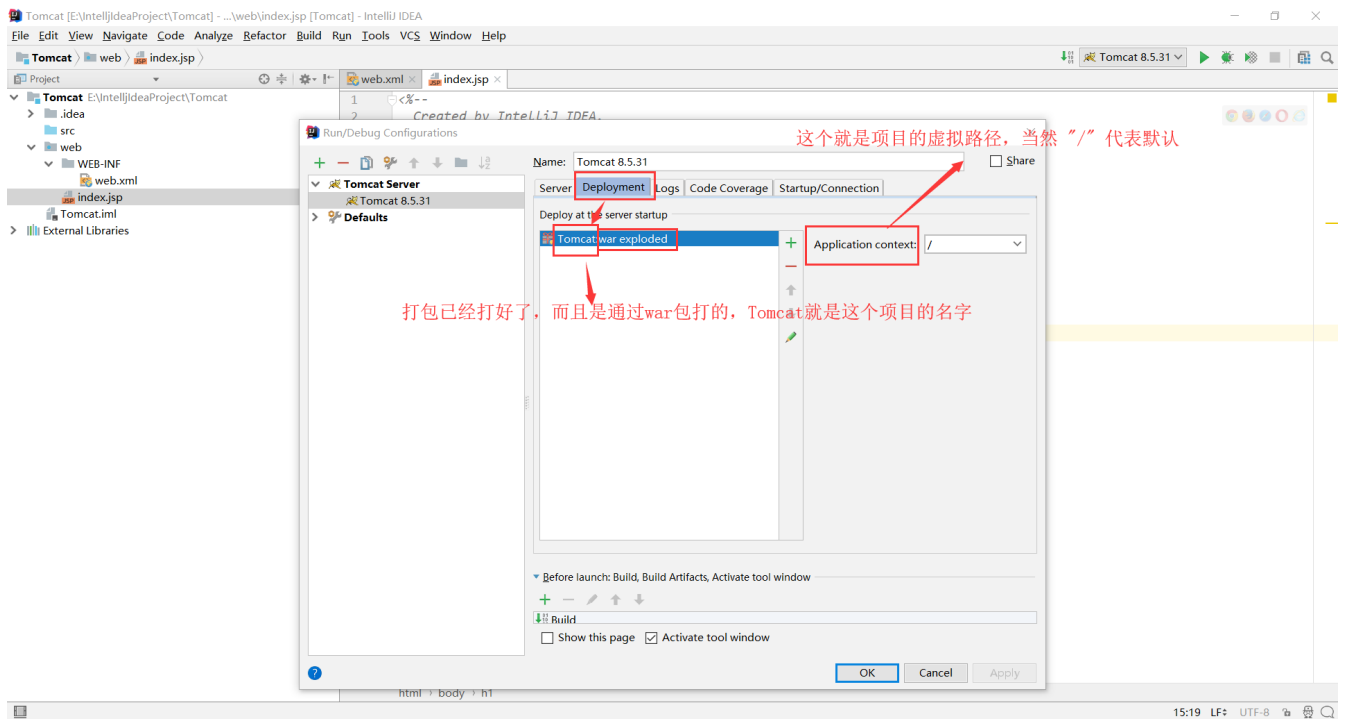 Tomcat [E:\IntelljIdeaProject\Tomcat] - ...\web\index.jsp [Tomcat] - IntelliJ IDEA
File Edit View Navigate Code Analyze Refactor Build Run Tools VCS Window Help
Tomcat web index.jsp
Tomcat 8.5.31
Project
web.xml
index.jsp
Tomcat E:\IntelljIdeaProject\Tomcat
.idea
src
web
WEB-INF
web.xml
index.jsp
Tomcat.iml
External Libraries
1 <%--
2 Created by IntelliJ IDEA.
Run/Debug Configurations
这个就是项目的虚拟路径，当然 "/" 代表默认
Name: Tomcat 8.5.31
Share
Tomcat Server
Tomcat 8.5.31
Defaults
Server Deployment Logs Code Coverage Startup/Connection
Deploy at the server startup
Tomcat:war exploded
Application context: /
打包已经打好了，而且是通过war包打的，Tomcat就是这个项目的名字
Before launch: Build, Build Artifacts, Activate tool window
Build
Show this page Activate tool window
OK Cancel Apply
html body h1
15:19 LF UTF-8